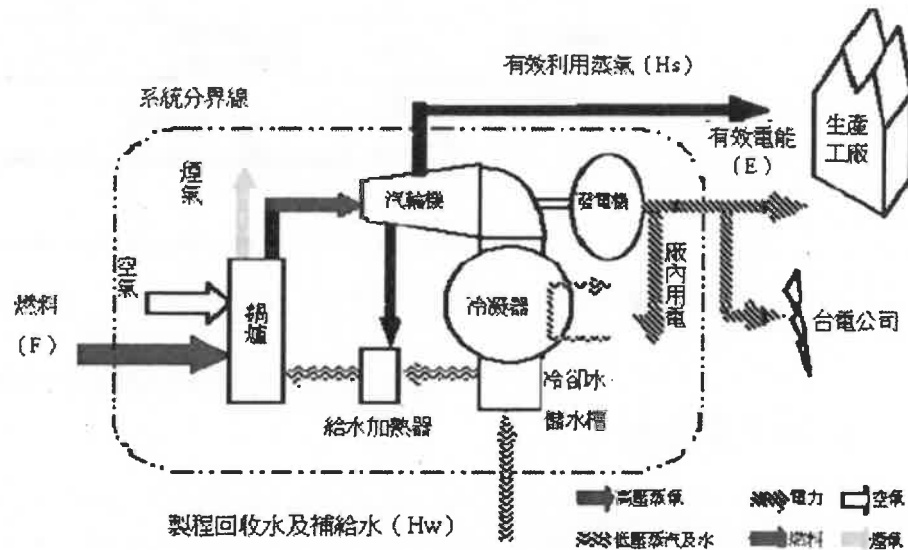 有效利用蒸氣(Hs)
系統分界線
有效電能
(E)
生產
工廠
煙氣
汽輪機
發電機
空氣
鍋爐
冷凝器
廠內用電
燃料
(F)
台電公司
冷卻水
給水加熱器
儲水槽
製程回收水及補給水(Hw)
高壓蒸氣
電力
空氣
低壓蒸汽及水
燃料
煙氣